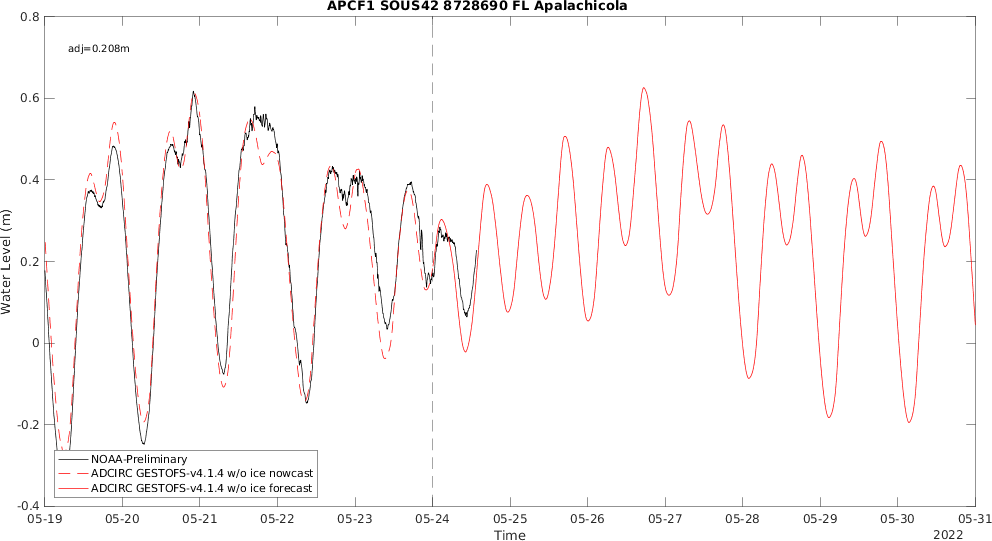 APCF1 SOUS42 8728690 FL Apalachicola
adj=0.208m
0.8
0.6
0.4
0.2
0
-0.2
-0.4
Water Level (m)
NOAA-Preliminary
ADCIRC GESTOFS-v4.1.4 w/o ice nowcast
ADCIRC GESTOFS-v4.1.4 w/o ice forecast
05-19 05-20 05-21 05-22 05-23 05-24 05-25 05-26 05-27 05-28 05-29 05-30 05-31
Time
2022